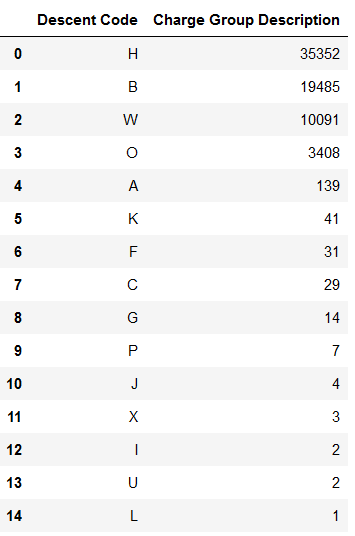 Descent Code Charge Group Description
0 H 35352
1 B 19485
2 W 10091
3 O 3408
4 A 139
5 K 41
6 F 31
7 C 29
8 G 14
9 P 7
10 J 4
11 X 3
12 I 2
13 U 2
14 L 1